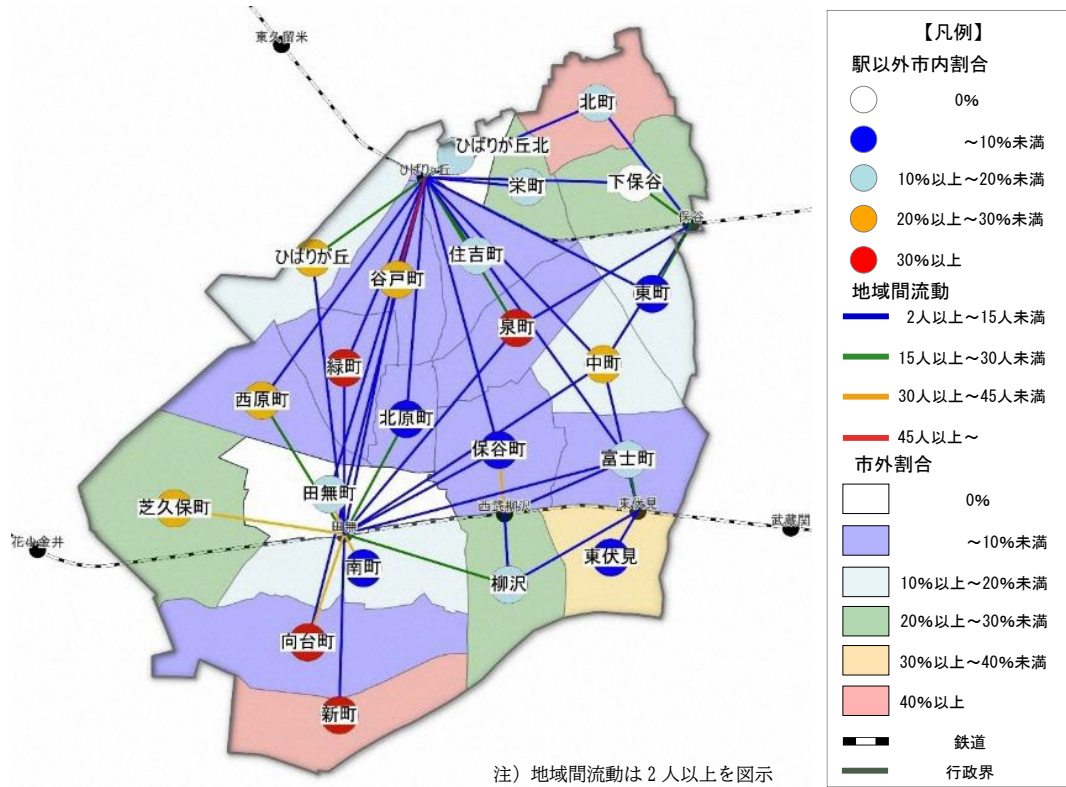 東久留米
北町
ひばりが丘北
ひばりヶ丘
栄町
下保谷
保谷
ひばりが丘
住吉町
谷戸町
東町
泉町
緑町
中町
西原町
北原町
保谷町
富士町
田無町
芝久保町
西武柳沢
東伏見
田無
武蔵関
花小金井
南町
柳沢
東伏見
向台町
新町
注）地域間流動は2人以上を図示
【凡例】
駅以外市内割合
0%
～10%未満
10%以上～20%未満
20%以上～30%未満
30%以上
地域間流動
2人以上～15人未満
15人以上～30人未満
30人以上～45人未満
45人以上～
市外割合
0%
～10%未満
10%以上～20%未満
20%以上～30%未満
30%以上～40%未満
40%以上
鉄道
行政界